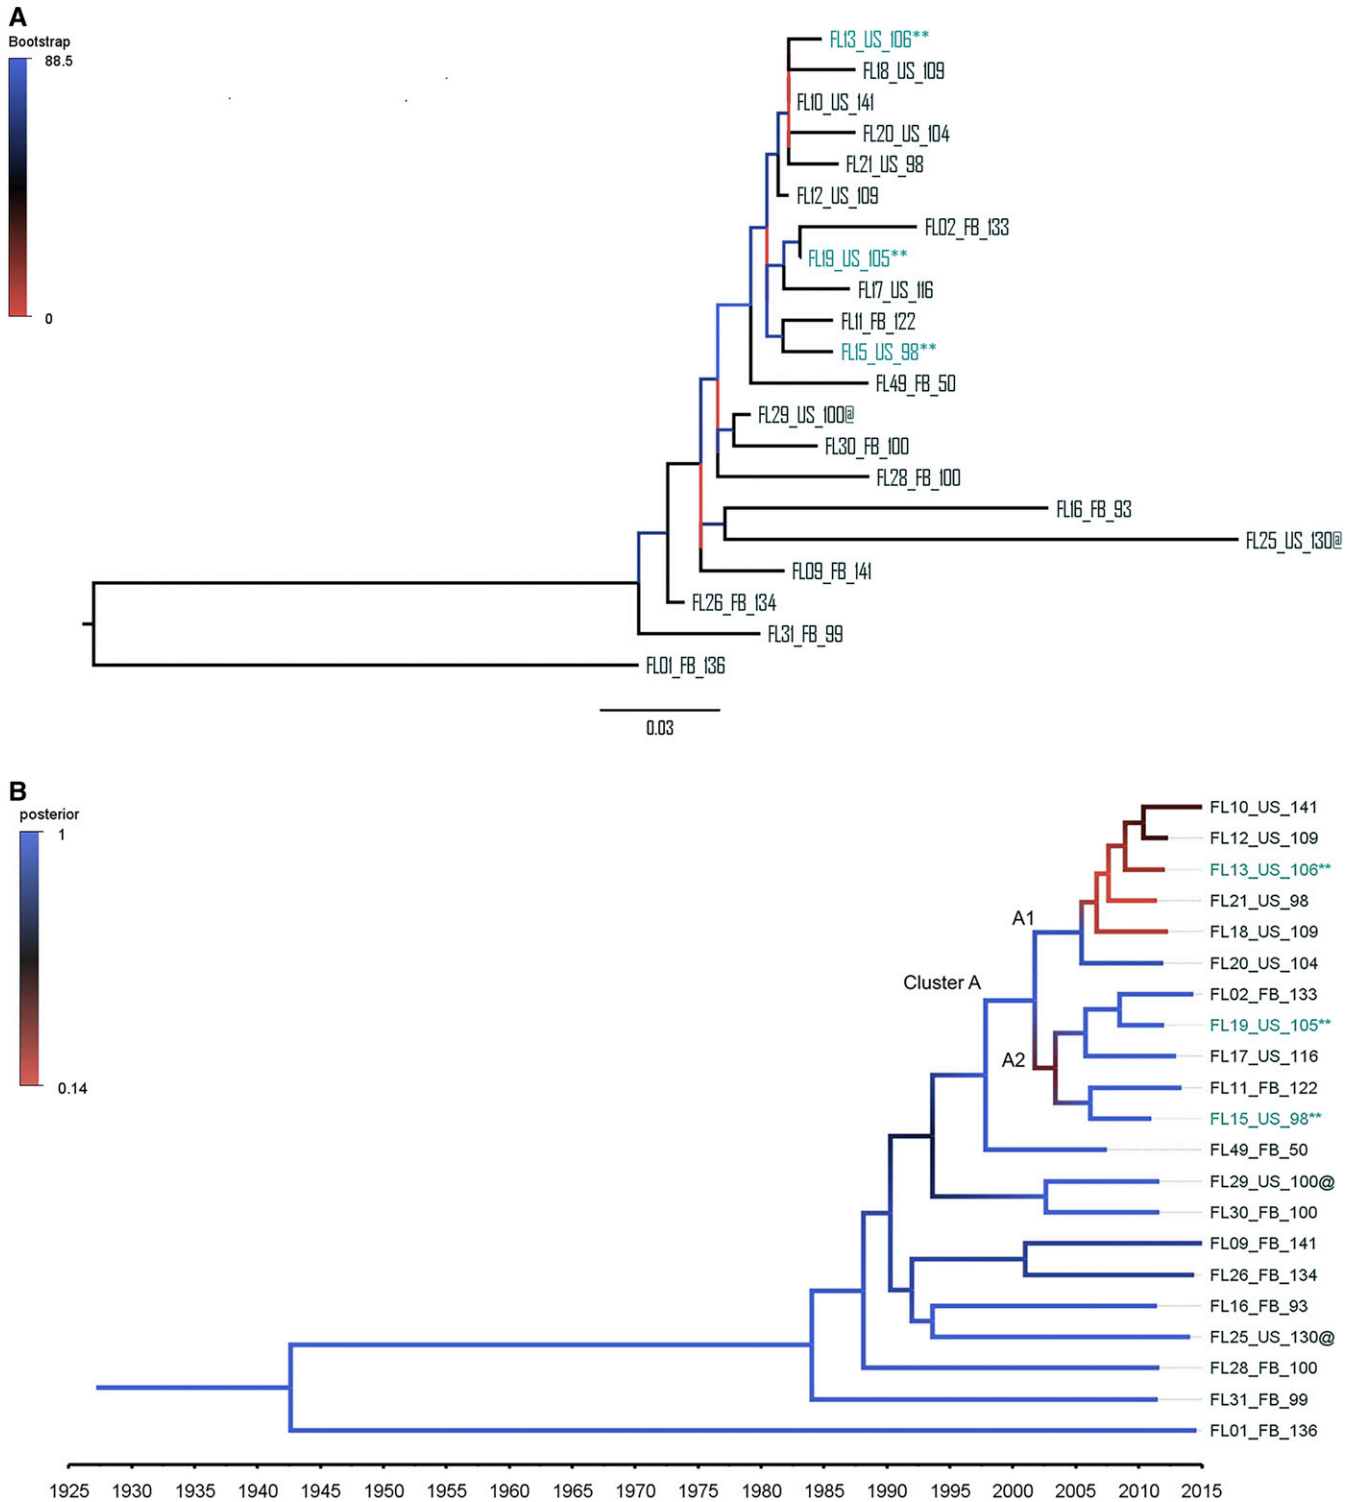 A
Bootstrap
88.5
0
FL13_US_106**
FL18_US_109
FL10_US_141
FL20_US_104
FL21_US_98
FL12_US_109
FL02_FB_133
FL19_US_105**
FL17_US_116
FL11_FB_122
FL15_US_98**
FL49_FB_50
FL29_US_100@
FL30_FB_100
FL28_FB_100
FL16_FB_93
FL25_US_130@
FL09_FB_141
FL26_FB_134
FL31_FB_99
FL01_FB_136
0.03
B
posterior
1
0.14
FL10_US_141
FL12_US_109
FL13_US_106**
FL21_US_98
A1
FL18_US_109
FL20_US_104
Cluster A
FL02_FB_133
FL19_US_105**
A2
FL17_US_116
FL11_FB_122
FL15_US_98**
FL49_FB_50
FL29_US_100@
FL30_FB_100
FL09_FB_141
FL26_FB_134
FL16_FB_93
FL25_US_130@
FL28_FB_100
FL31_FB_99
FL01_FB_136
1925 1930 1935 1940 1945 1950 1955 1960 1965 1970 1975 1980 1985 1990 1995 2000 2005 2010 2015